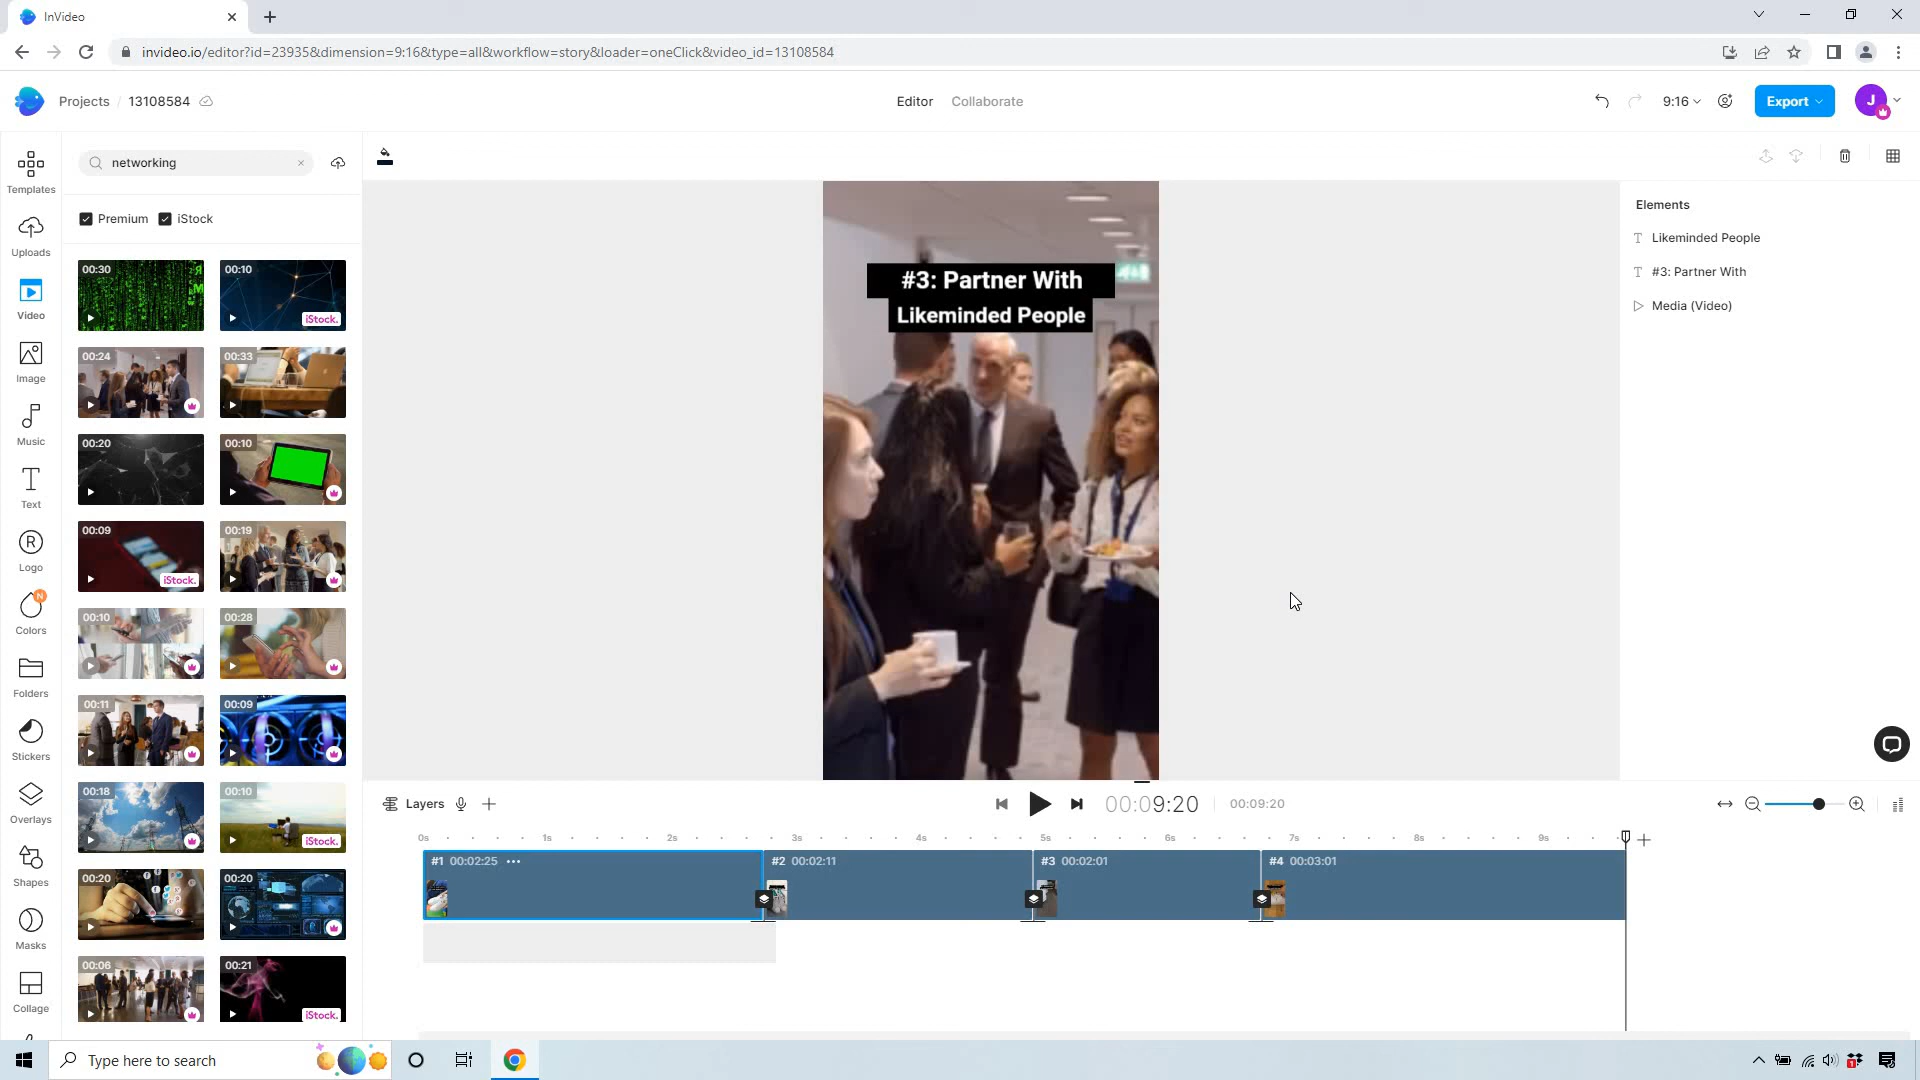 InVideo
invideo.io/editor?id=23935&dimension=9:16&type=all&workflow=story&loader=oneClick&video_id=13108584
Projects / 13108584
Editor
Collaborate
9:16
Export
J
Templates
Uploads
Video
Image
Music
Text
Logo
N
Colors
Folders
Stickers
Overlays
Shapes
Masks
Collage
networking
Premium
iStock
00:30
00:10
iStock.
00:24
00:33
00:20
00:10
00:09
iStock.
00:19
00:10
00:28
00:11
00:09
00:18
00:10
iStock.
00:20
00:20
00:06
00:21
iStock.
#3: Partner With
Likeminded People
Elements
Likeminded People
#3: Partner With
Media (Video)
Layers
00:09:20
00:09:20
0s 1s 2s 3s 4s 5s 6s 7s 8s 9s
#1 00:02:25
#2 00:02:11
#3 00:02:01
#4 00:03:01
Type here to search
1